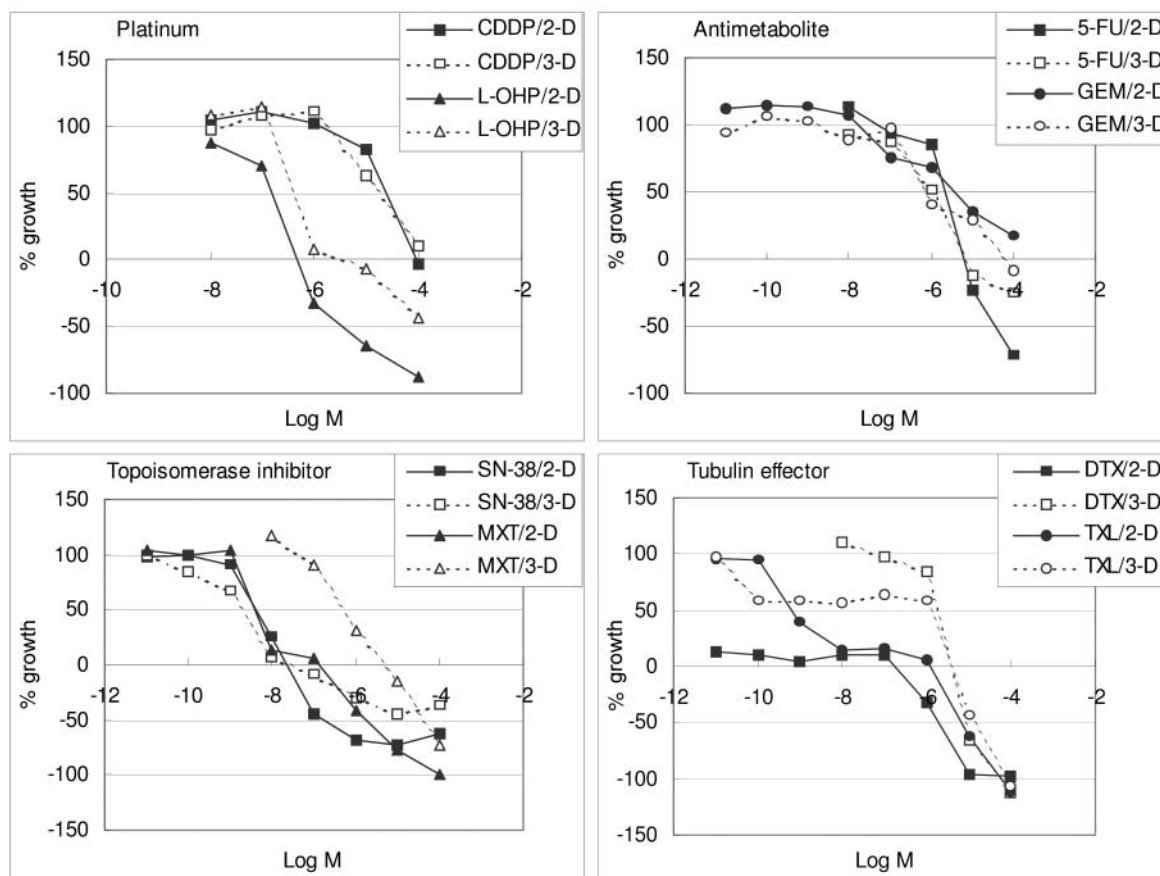 Platinum
CDDP/2-D
CDDP/3-D
L-OHP/2-D
L-OHP/3-D
150
100
50
0
-50
-100
-8
-6
-4
-2
% growth
Log M
Antimetabolite
5-FU/2-D
5-FU/3-D
GEM/2-D
GEM/3-D
150
100
50
0
-50
-100
-12
-10
-8
-6
-4
-2
% growth
Log M
Topoisomerase inhibitor
SN-38/2-D
SN-38/3-D
MXT/2-D
MXT/3-D
150
100
50
0
-50
-100
-150
-12
-10
-8
-6
-4
-2
% growth
Log M
Tubulin effector
DTX/2-D
DTX/3-D
TXL/2-D
TXL/3-D
150
100
50
0
-50
-100
-150
-12
-10
-8
-6
-4
-2
% growth
Log M